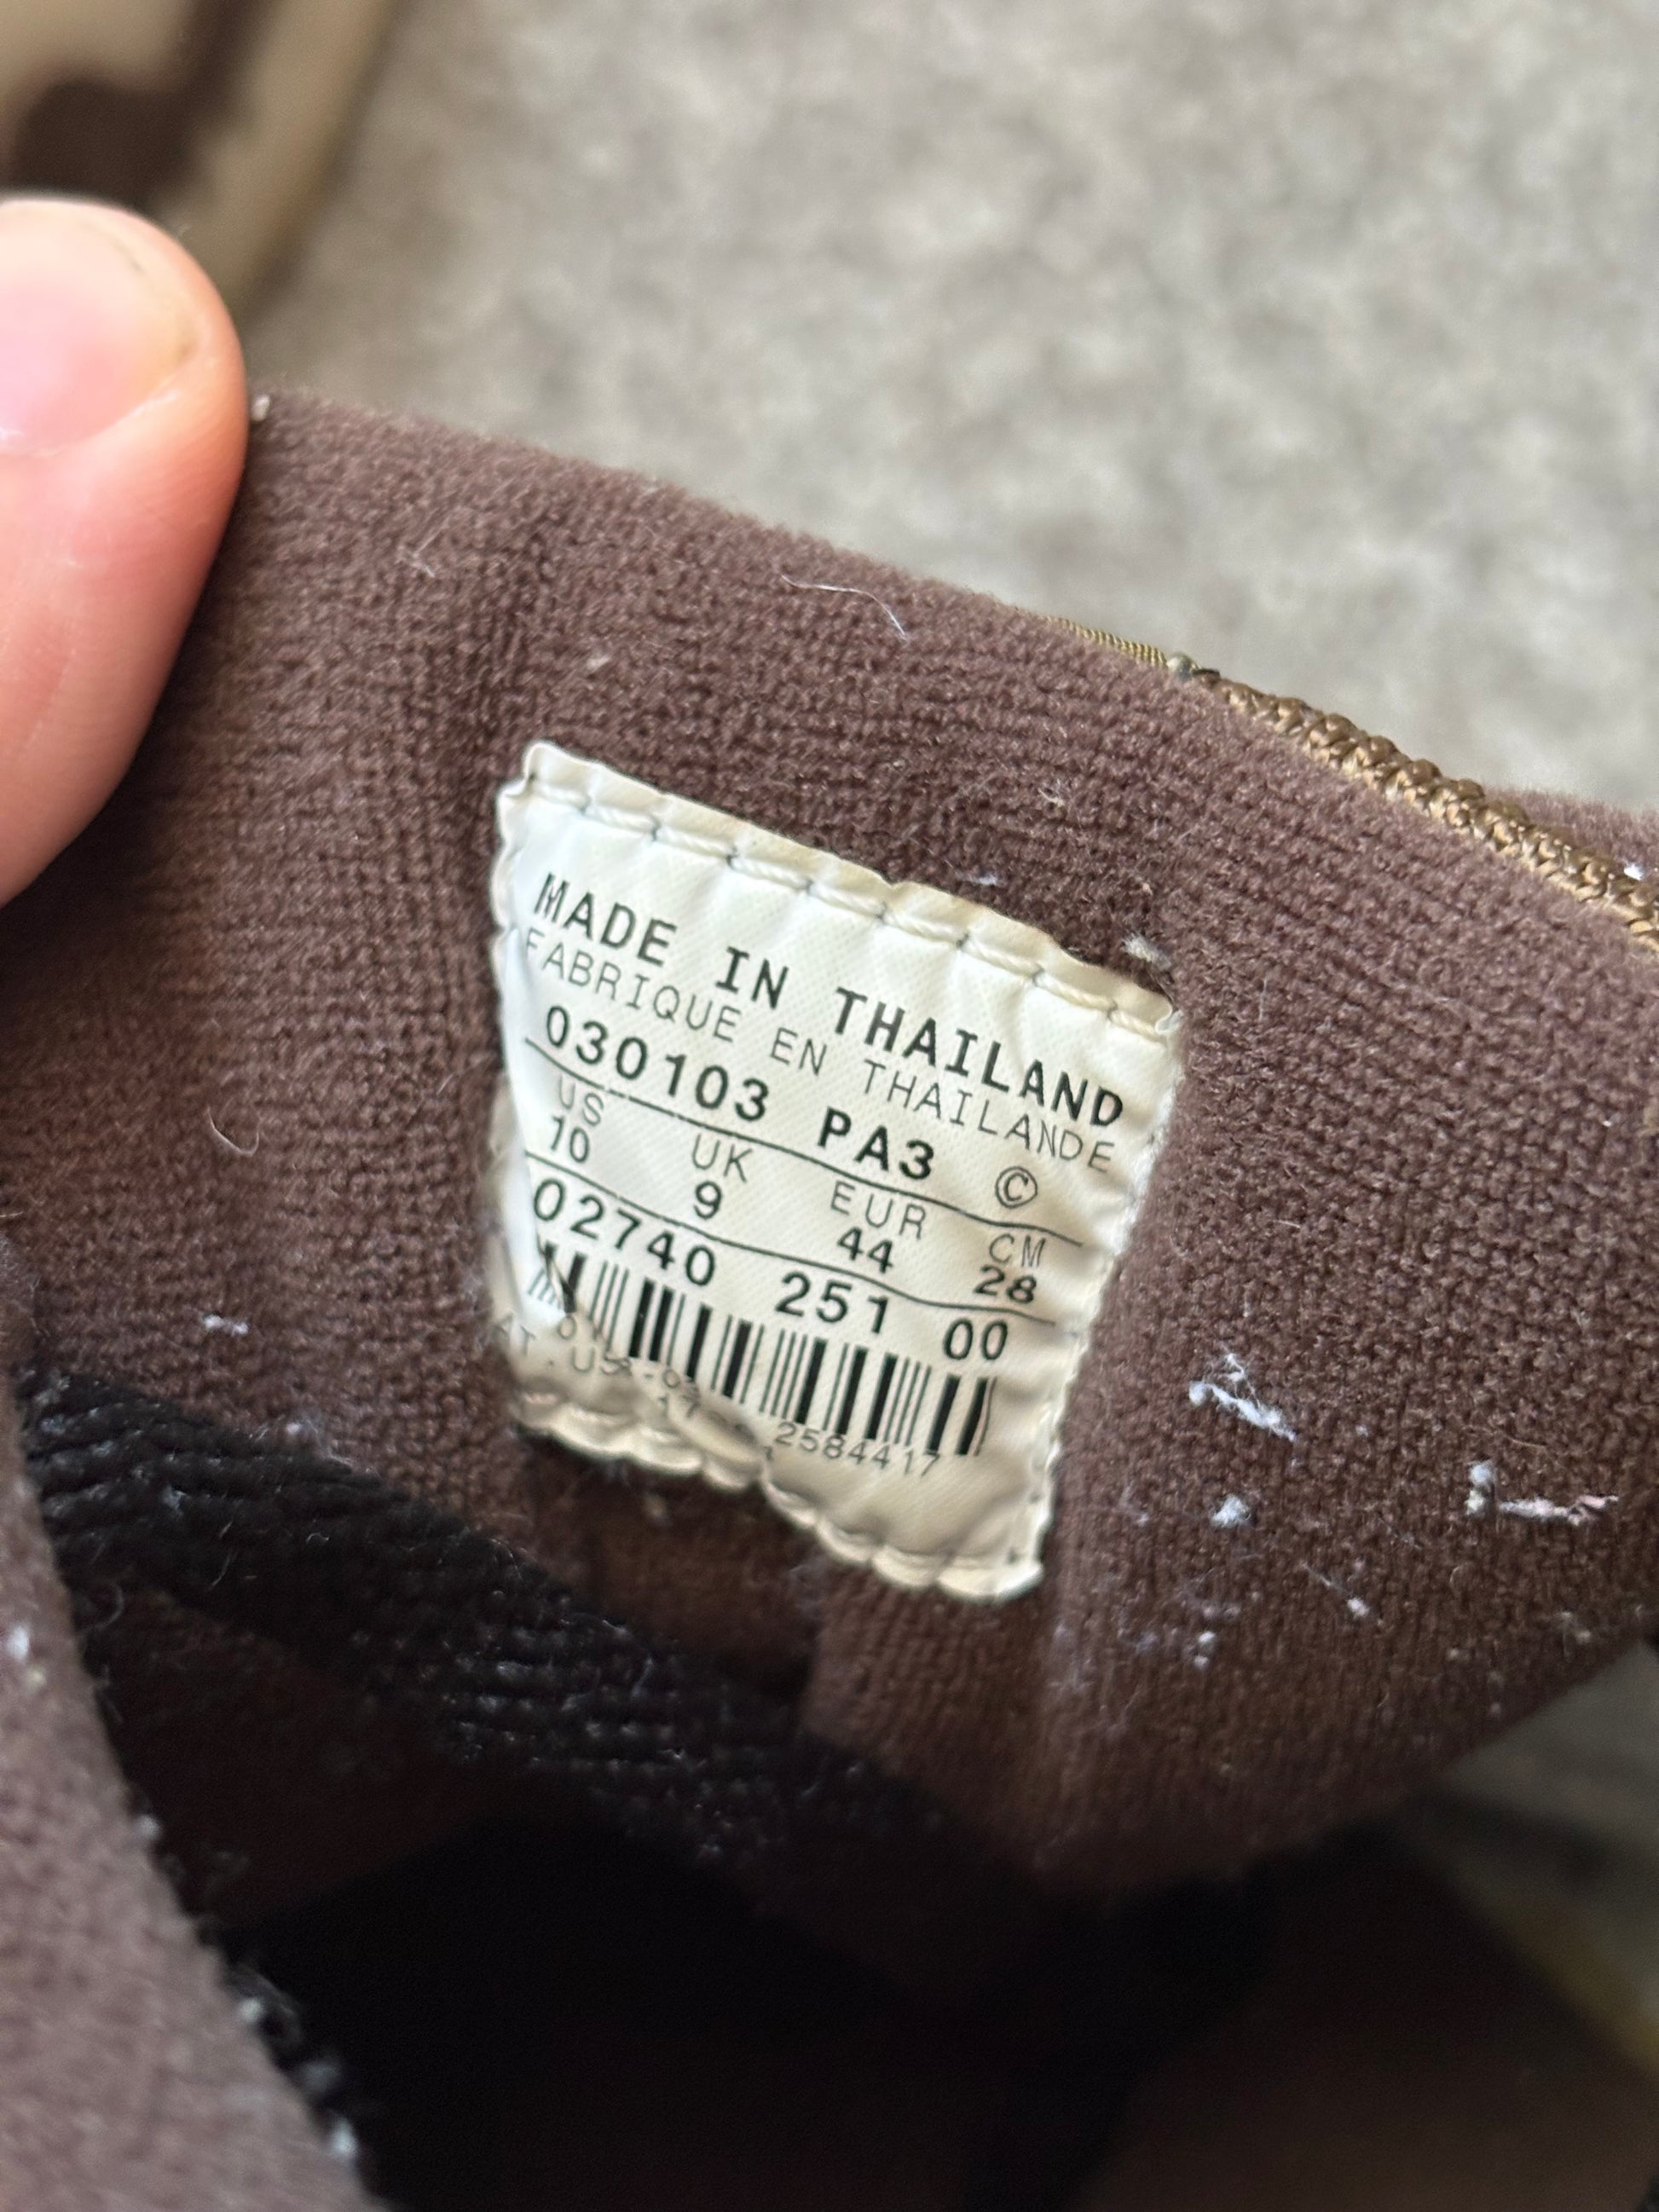 MADE IN THAILAND
FABRIQUE EN THAILANDE
030103 PA3 ©
US UK EUR CM
10 9 44 28
02740 251 00
2584417